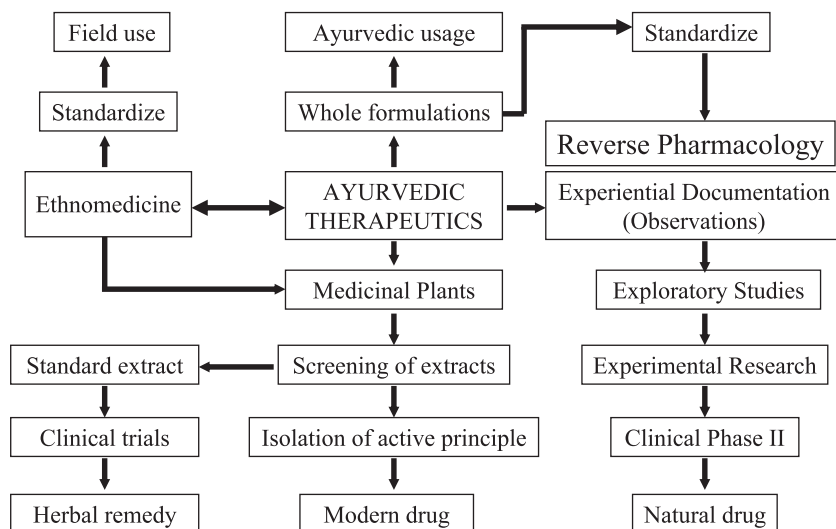 Field use
Ayurvedic usage
Standardize
Standardize
Whole formulations
Reverse Pharmacology
Ethnomedicine
AYURVEDIC
THERAPEUTICS
Experiential Documentation
(Observations)
Medicinal Plants
Exploratory Studies
Standard extract
Screening of extracts
Experimental Research
Clinical trials
Isolation of active principle
Clinical Phase II
Herbal remedy
Modern drug
Natural drug